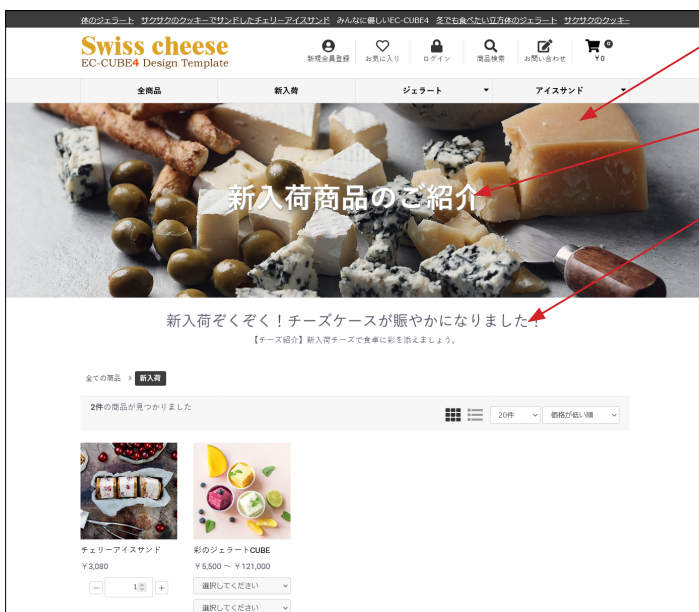 体のジェラート サクサクのクッキーでサンドしたチェリーアイスサンド みんなに優しいEC-CUBE4 冬でも食べたい立方体のジェラート サクサクのクッキー
Swiss cheese
EC-CUBE4 Design Template
新規会員登録 お気に入り ログイン 商品検索 お問い合わせ 0 ¥0
全商品 新入荷 ジェラート アイスサンド
新入荷商品のご紹介
新入荷ぞくぞく！チーズケースが賑やかになりました！
【チーズ紹介】新入荷チーズで食卓に彩を添えましょう。
全ての商品 > 新入荷
2件の商品が見つかりました 20件 価格が低い順
チェリーアイスサンド 彩のジェラートCUBE
¥3,080 ¥5,500 ～ ¥121,000
1 選択してください
選択してください